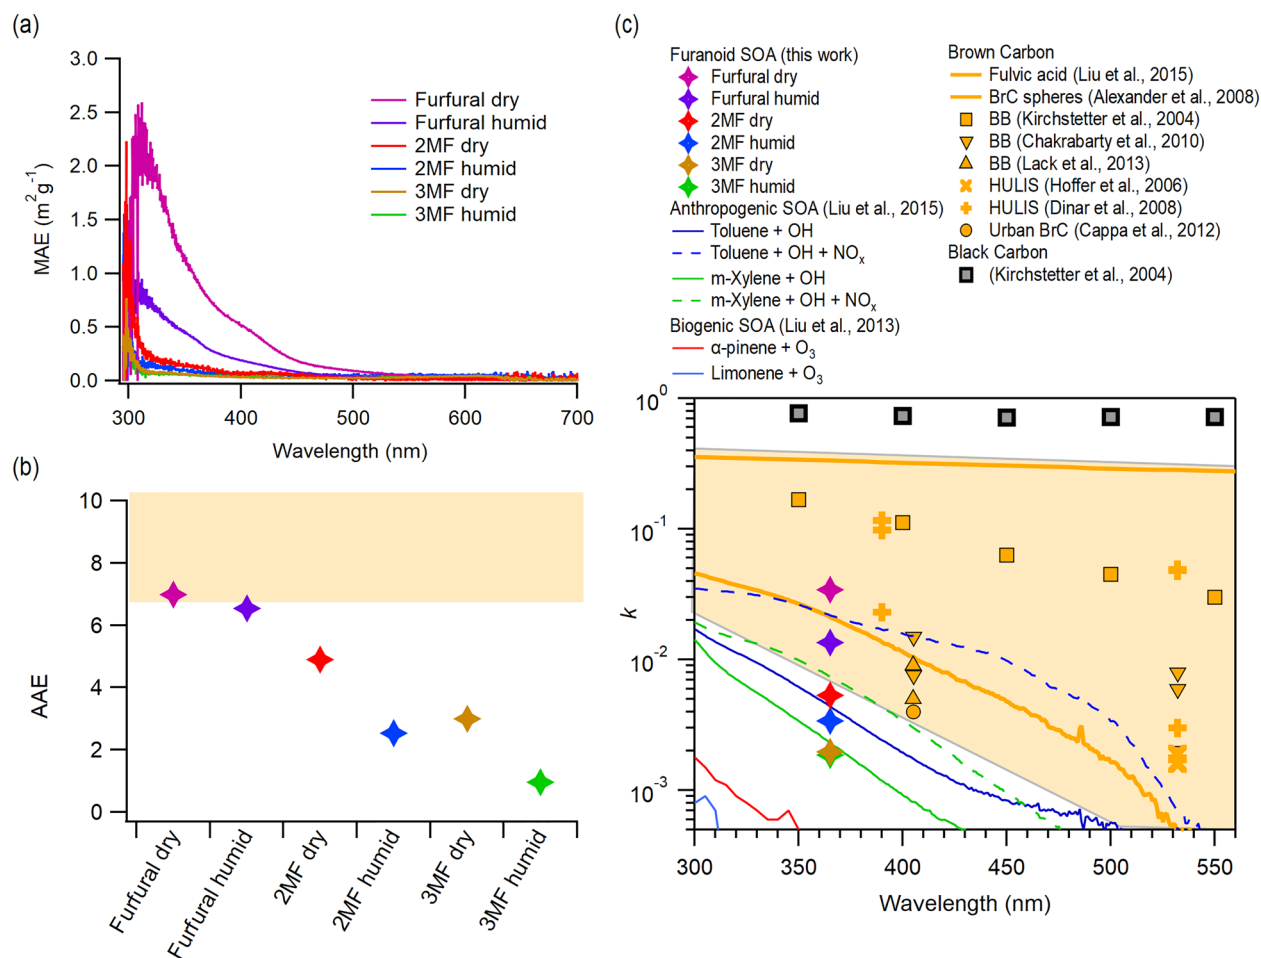 (a)
3.0
2.5
2.0
1.5
1.0
0.5
0.0
MAE (m²g⁻¹)
Furfural dry
Furfural humid
2MF dry
2MF humid
3MF dry
3MF humid
300 400 500 600 700
Wavelength (nm)
(b)
10
8
6
4
2
0
AAE
Furfural dry
Furfural humid
2MF dry
2MF humid
3MF dry
3MF humid
(c)
Furanoid SOA (this work)
Furfural dry
Furfural humid
2MF dry
2MF humid
3MF dry
3MF humid
Anthropogenic SOA (Liu et al., 2015)
Toluene + OH
Toluene + OH + NOₓ
m-Xylene + OH
m-Xylene + OH + NOₓ
Biogenic SOA (Liu et al., 2013)
α-pinene + O₃
Limonene + O₃
Brown Carbon
Fulvic acid (Liu et al., 2015)
BrC spheres (Alexander et al., 2008)
BB (Kirchstetter et al., 2004)
BB (Chakrabarty et al., 2010)
BB (Lack et al., 2013)
HULIS (Hoffer et al., 2006)
HULIS (Dinar et al., 2008)
Urban BrC (Cappa et al., 2012)
Black Carbon
(Kirchstetter et al., 2004)
10⁰
10⁻¹
10⁻²
10⁻³
k
300 350 400 450 500 550
Wavelength (nm)